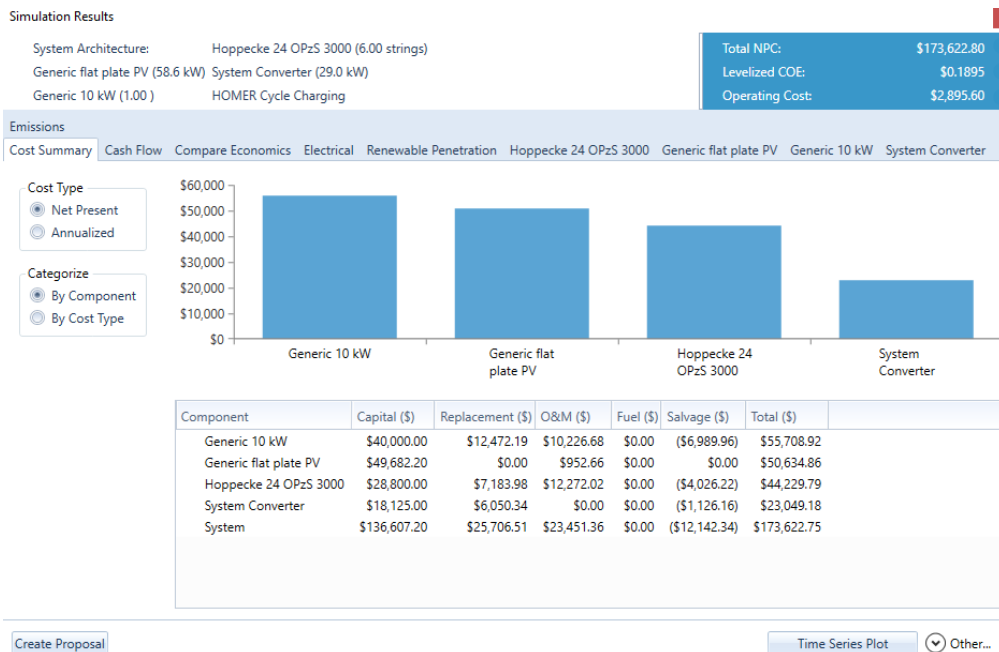 Simulation Results
System Architecture: Hoppecke 24 OPzS 3000 (6.00 strings)
Generic flat plate PV (58.6 kW) System Converter (29.0 kW)
Generic 10 kW (1.00 ) HOMER Cycle Charging
Total NPC: $173,622.80
Levelized COE: $0.1895
Operating Cost: $2,895.60
Emissions
Cost Summary Cash Flow Compare Economics Electrical Renewable Penetration Hoppecke 24 OPzS 3000 Generic flat plate PV Generic 10 kW System Converter
Cost Type
Net Present
Annualized
Categorize
By Component
By Cost Type
$60,000
$50,000
$40,000
$30,000
$20,000
$10,000
$0
Generic 10 kW
Generic flat
plate PV
Hoppecke 24
OPzS 3000
System
Converter
Component Capital ($) Replacement ($) O&M ($) Fuel ($) Salvage ($) Total ($)
Generic 10 kW $40,000.00 $12,472.19 $10,226.68 $0.00 ($6,989.96) $55,708.92
Generic flat plate PV $49,682.20 $0.00 $952.66 $0.00 $0.00 $50,634.86
Hoppecke 24 OPzS 3000 $28,800.00 $7,183.98 $12,272.02 $0.00 ($4,026.22) $44,229.79
System Converter $18,125.00 $6,050.34 $0.00 $0.00 ($1,126.16) $23,049.18
System $136,607.20 $25,706.51 $23,451.36 $0.00 ($12,142.34) $173,622.75
Create Proposal
Time Series Plot
Other...